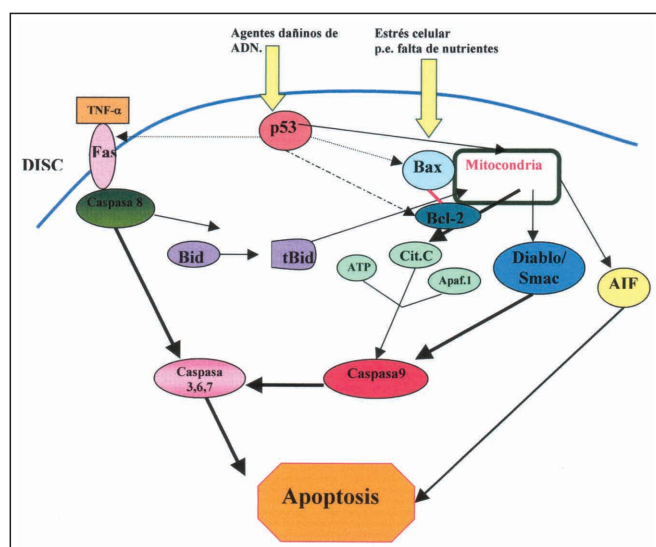 Agentes dañinos de
ADN.
Estrés celular
p.e. falta de nutrientes
TNF-α
p53
Fas
DISC
Bax
Mitocondria
Caspasa 8
Bcl-2
Bid
tBid
Cit.C
ATP
Apaf.1
Diablo/
Smac
AIF
Caspasa
3,6,7
Caspasa9
Apoptosis